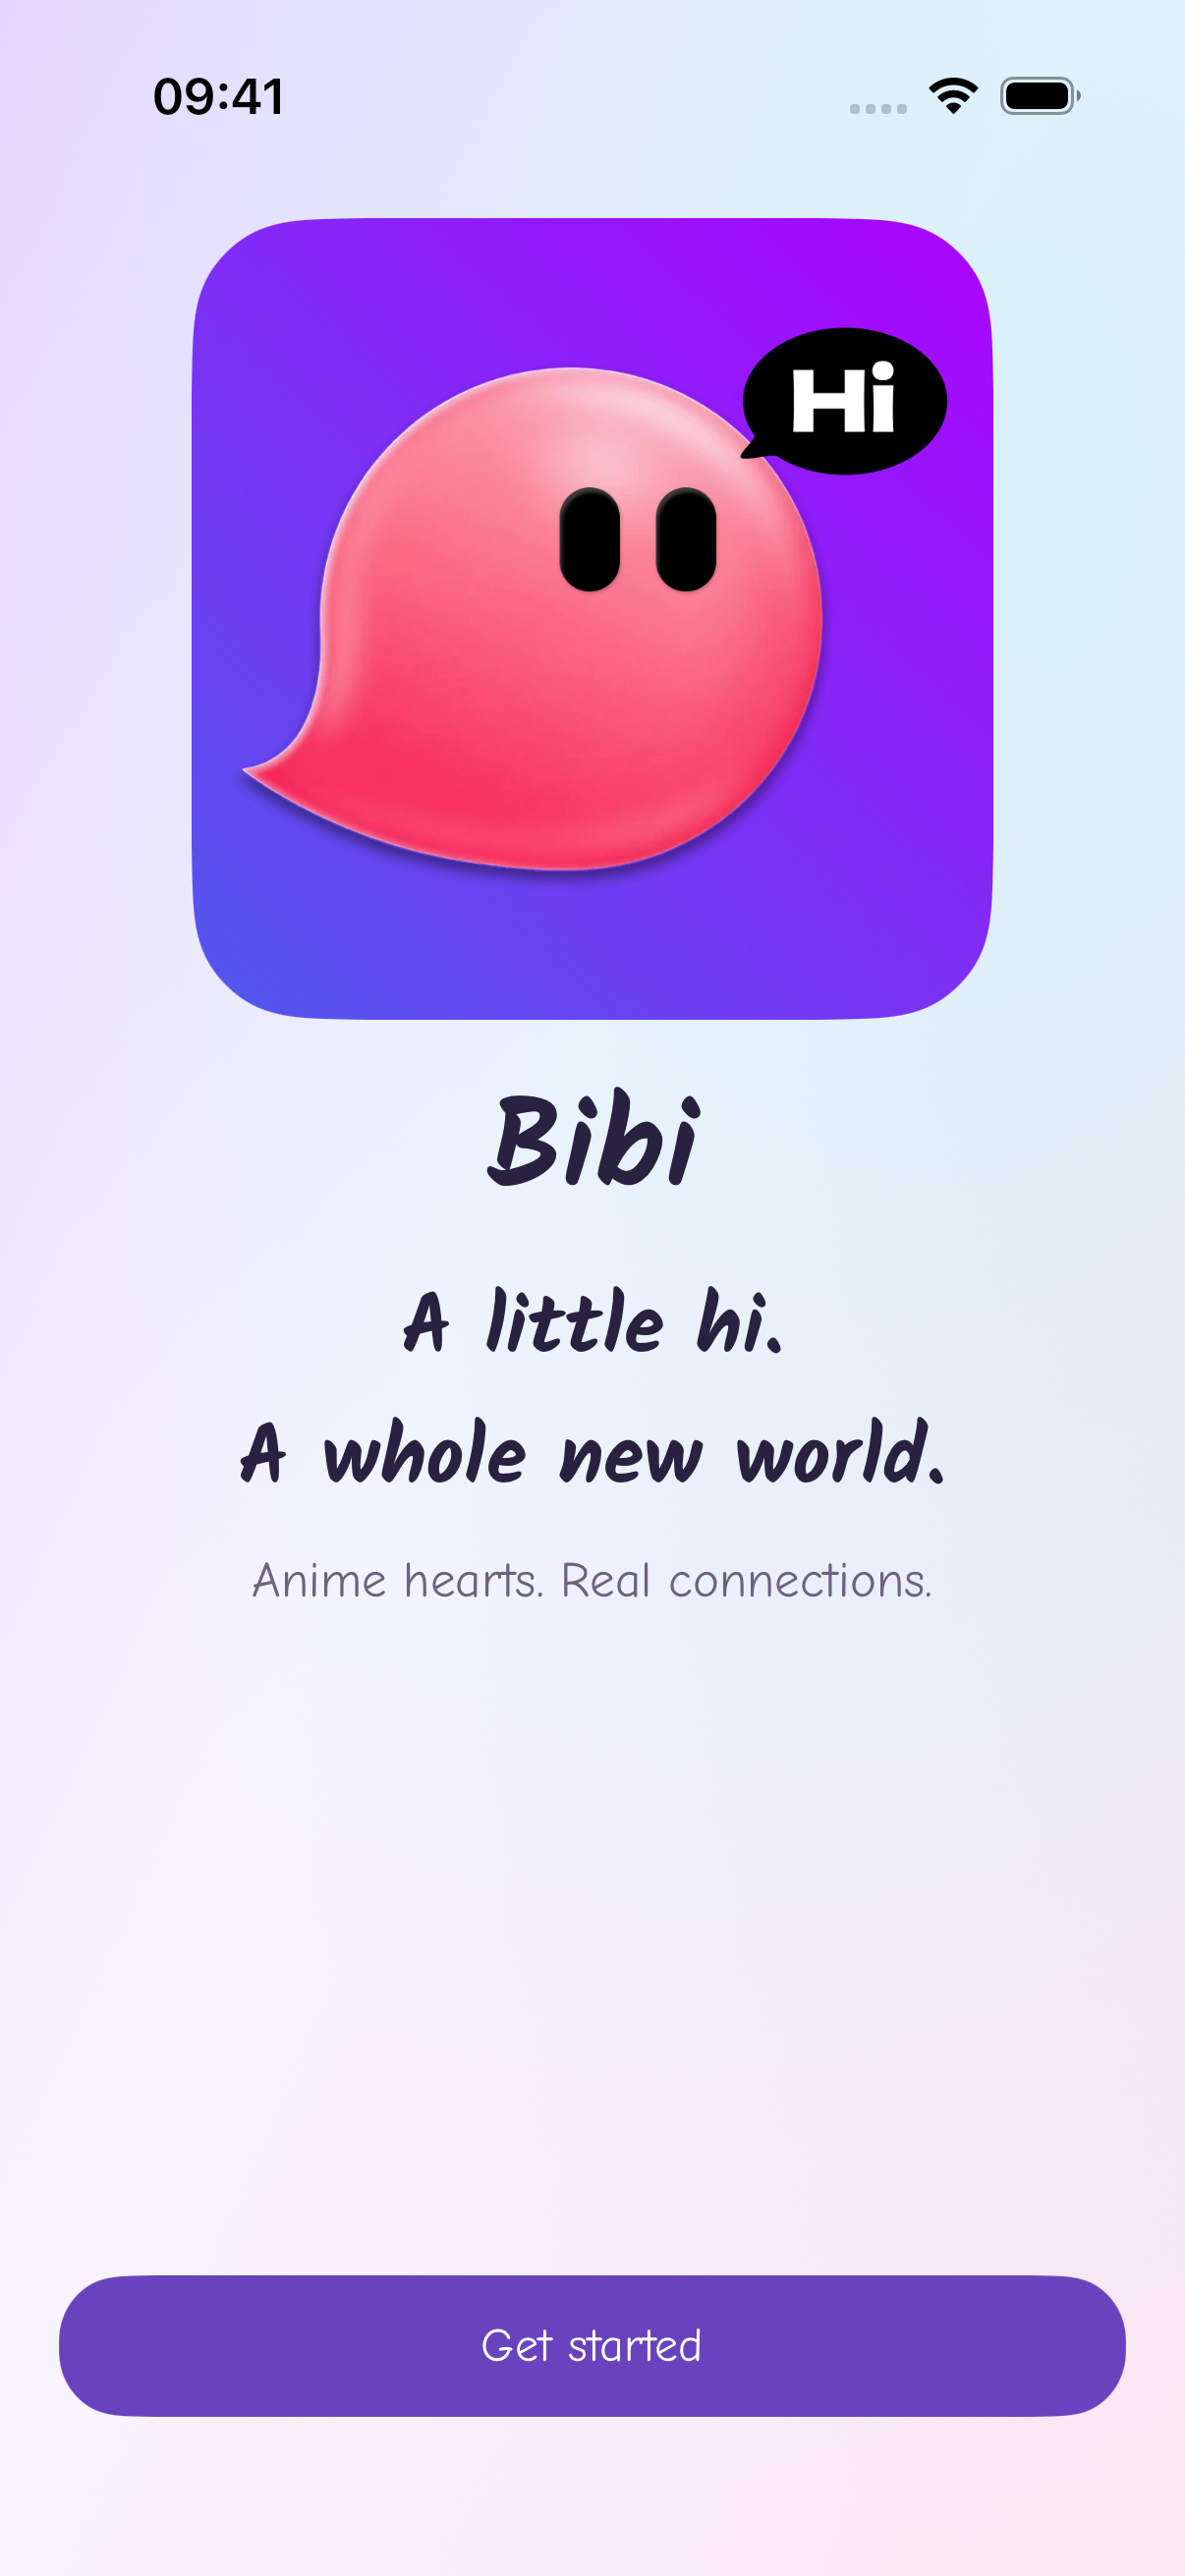 09:41
Hi
Bibi
A little hi.
A whole new world.
Anime hearts. Real connections.
Get started